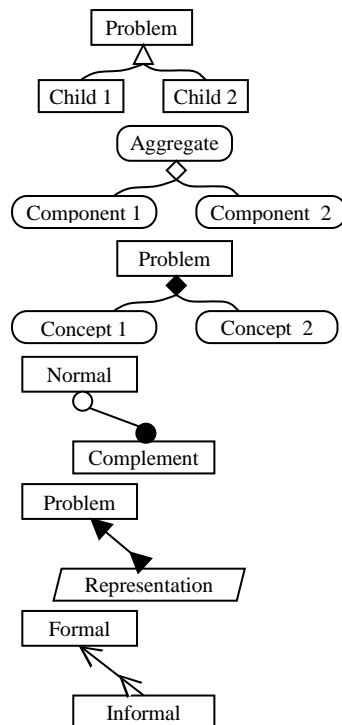 Problem
Child 1 Child 2
Aggregate
Component 1 Component 2
Problem
Concept 1 Concept 2
Normal
Complement
Problem
Representation
Formal
Informal